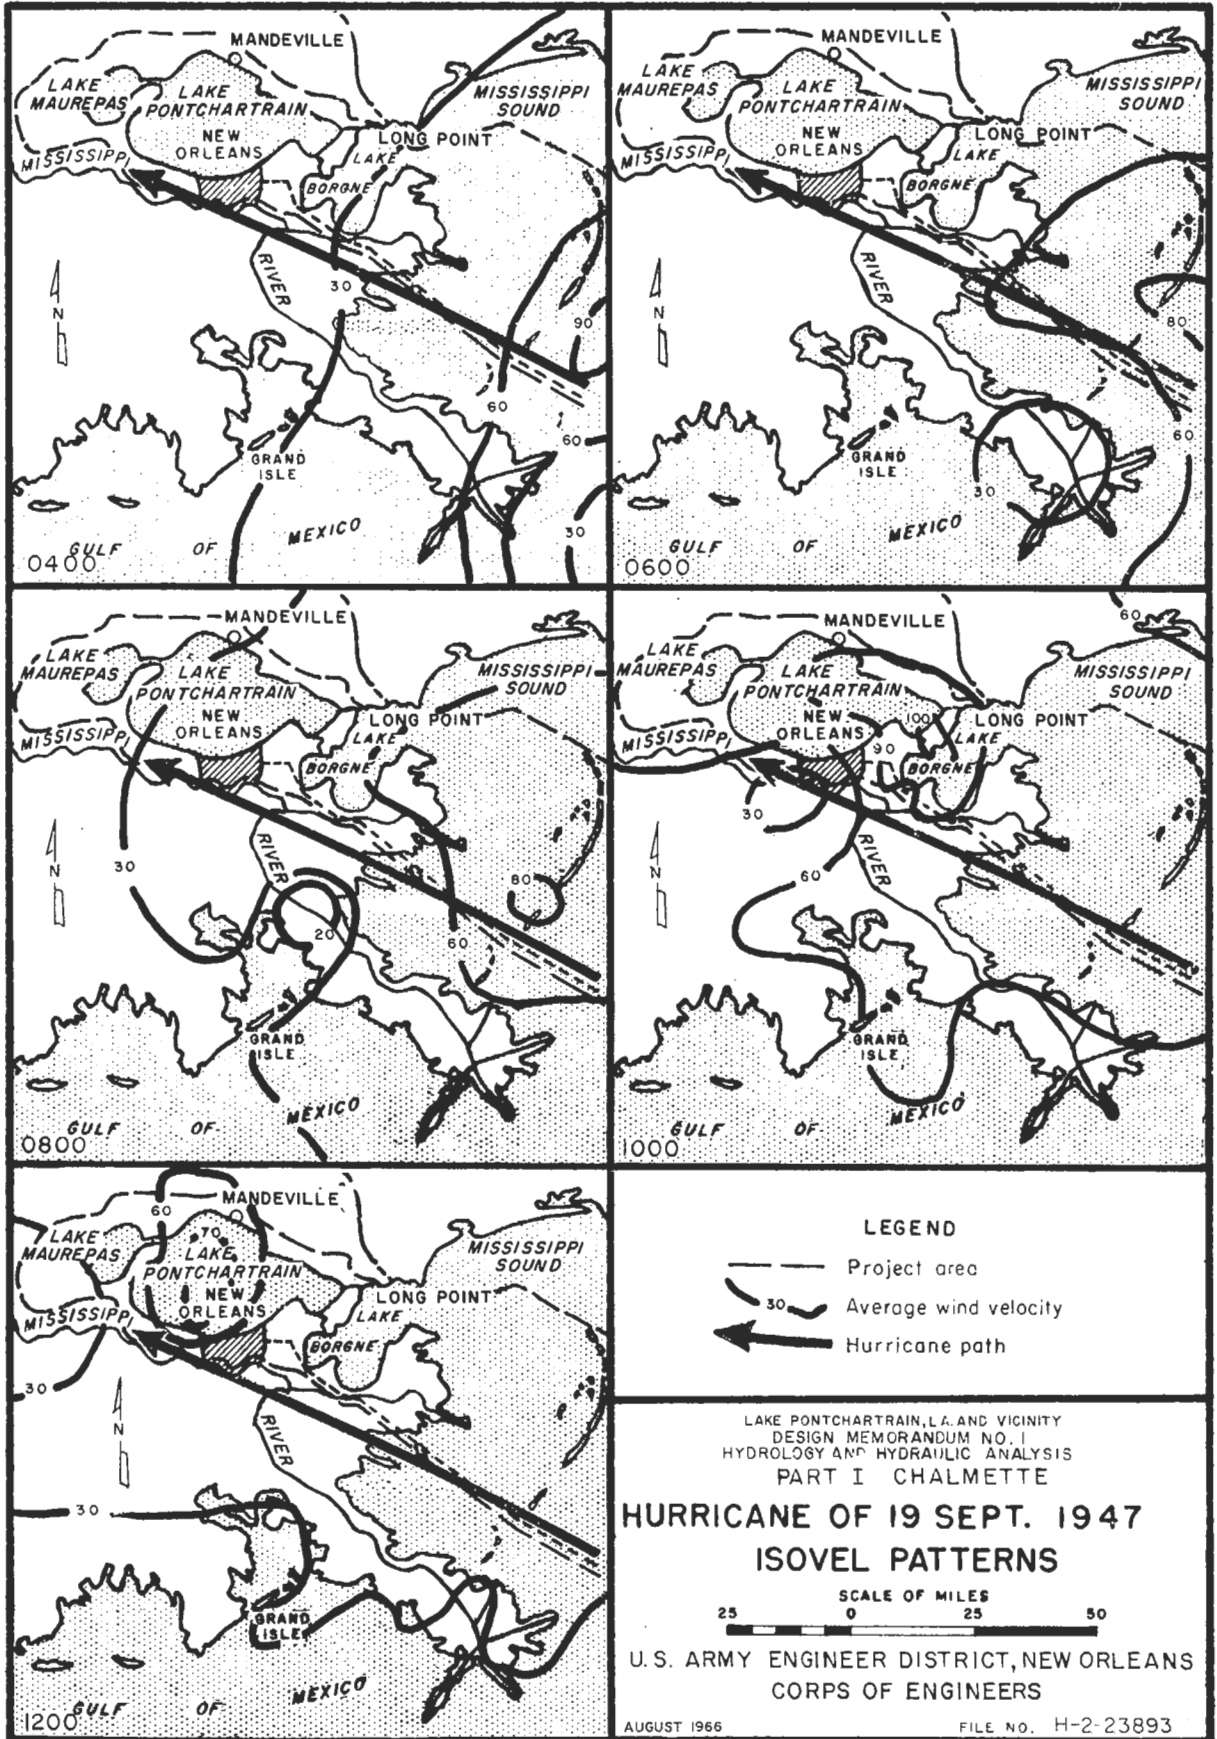 MANDEVILLE
LAKE
MAUREPAS
LAKE
PONTCHARTRAIN
MISSISSIPPI
SOUND
NEW
ORLEANS
LONG POINT
LAKE
MISSISSIPPI
BORGNE
RIVER
30
N
90
60
60
GRAND
ISLE
30
MEXICO
GULF OF
0400
MANDEVILLE
LAKE
MAUREPAS
LAKE
PONTCHARTRAIN
MISSISSIPPI
SOUND
NEW
ORLEANS
LONG POINT
LAKE
MISSISSIPPI
BORGNE
RIVER
N
80
60
GRAND
ISLE
30
MEXICO
GULF OF
0600
MANDEVILLE
LAKE
MAUREPAS
LAKE
PONTCHARTRAIN
MISSISSIPPI
SOUND
NEW
ORLEANS
LONG POINT
LAKE
MISSISSIPPI
BORGNE
RIVER
30
N
80
20
60
GRAND
ISLE
MEXICO
GULF OF
0800
60
MANDEVILLE
LAKE
MAUREPAS
LAKE
PONTCHARTRAIN
MISSISSIPPI
SOUND
NEW
ORLEANS
100
LONG POINT
LAKE
MISSISSIPPI
90
BORGNE
30
RIVER
N
60
GRAND
ISLE
MEXICO
GULF OF
1000
MANDEVILLE
60
70
LAKE
MAUREPAS
LAKE
PONTCHARTRAIN
MISSISSIPPI
SOUND
NEW
ORLEANS
LONG POINT
LAKE
MISSISSIPPI
BORGNE
30
N
RIVER
30
GRAND
ISLE
MEXICO
GULF OF
1200
LEGEND
Project area
30 Average wind velocity
Hurricane path
LAKE PONTCHARTRAIN, LA. AND VICINITY
DESIGN MEMORANDUM NO. 1
HYDROLOGY AND HYDRAULIC ANALYSIS
PART I CHALMETTE
HURRICANE OF 19 SEPT. 1947
ISOVEL PATTERNS
SCALE OF MILES
25 0 25 50
U.S. ARMY ENGINEER DISTRICT, NEW ORLEANS
CORPS OF ENGINEERS
AUGUST 1966 FILE NO. H-2-23893